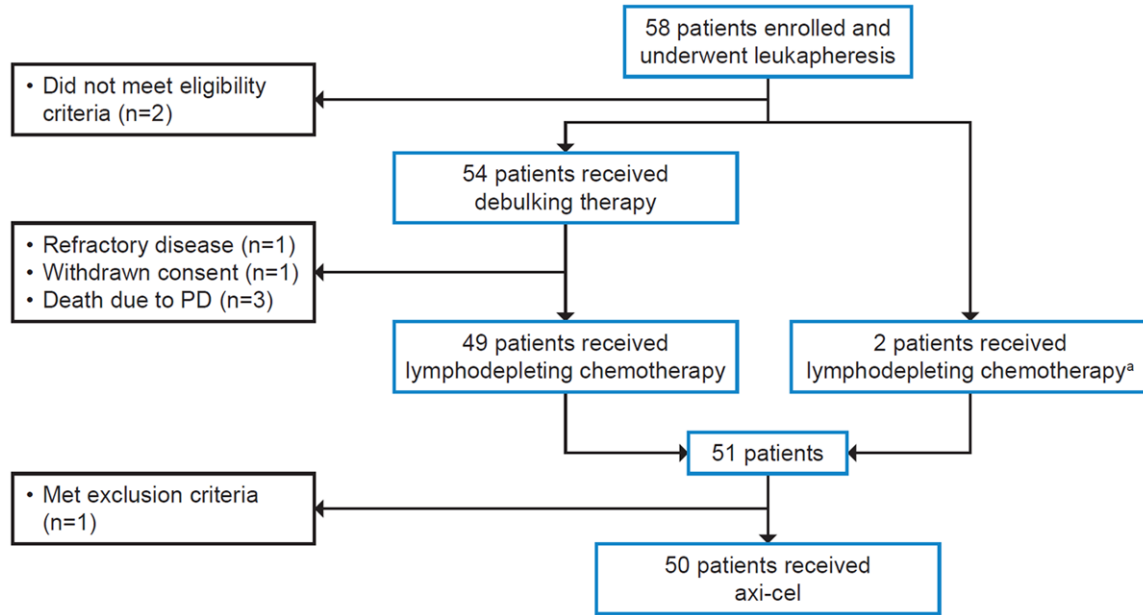 58 patients enrolled and
underwent leukapheresis
• Did not meet eligibility
criteria (n=2)
54 patients received
debulking therapy
• Refractory disease (n=1)
• Withdrawn consent (n=1)
• Death due to PD (n=3)
49 patients received
lymphodepleting chemotherapy
2 patients received
lymphodepleting chemotherapyᵃ
51 patients
• Met exclusion criteria
(n=1)
50 patients received
axi-cel